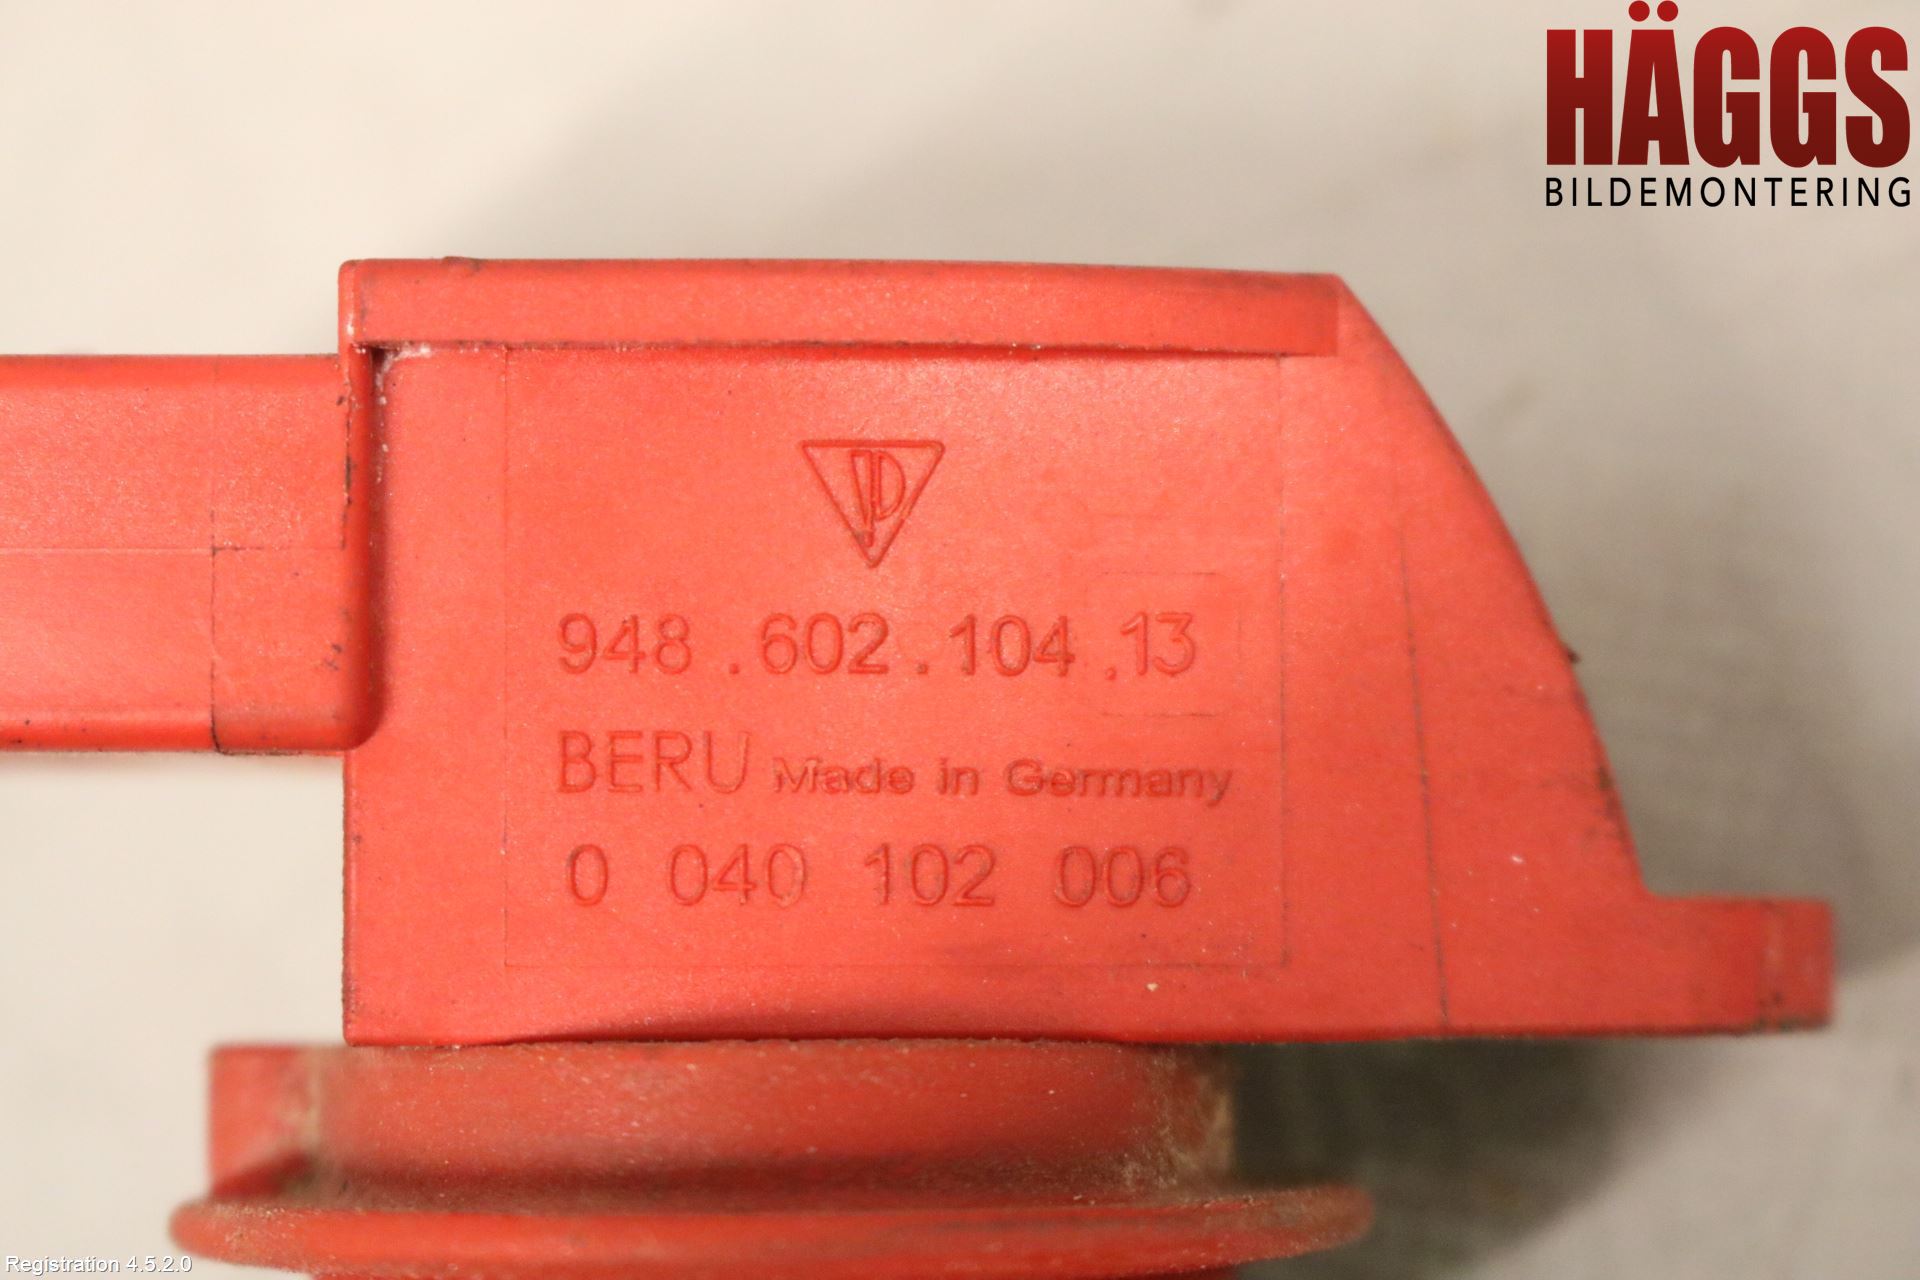 HÄGGS
BILDEMONTERING
948.602.104.13
BERU Made in Germany
0 040 102 006
Registration 4.5.2.0